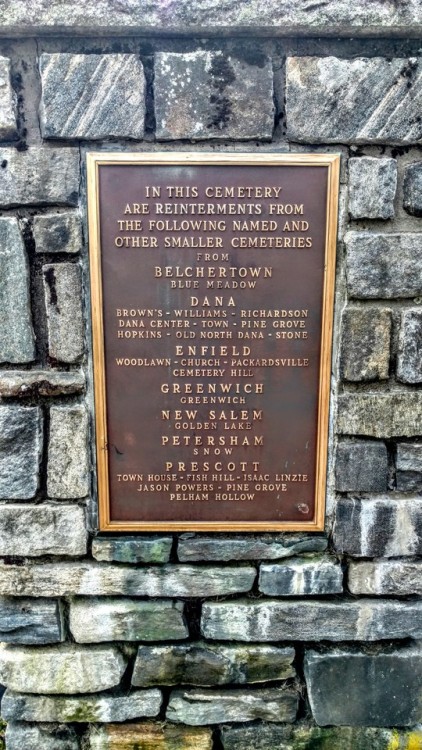 IN THIS CEMETERY
ARE REINTERMENTS FROM
THE FOLLOWING NAMED AND
OTHER SMALLER CEMETERIES
FROM
BELCHERTOWN
BLUE MEADOW
DANA
BROWN'S - WILLIAMS - RICHARDSON
DANA CENTER - TOWN - PINE GROVE
HOPKINS - OLD NORTH DANA - STONE
ENFIELD
WOODLAWN - CHURCH - PACKARDSVILLE
CEMETERY HILL
GREENWICH
GREENWICH
NEW SALEM
GOLDEN LAKE
PETERSHAM
SNOW
PRESCOTT
TOWN HOUSE - FISH HILL - ISAAC LINZIE
JASON POWERS - PINE GROVE
PELHAM HOLLOW